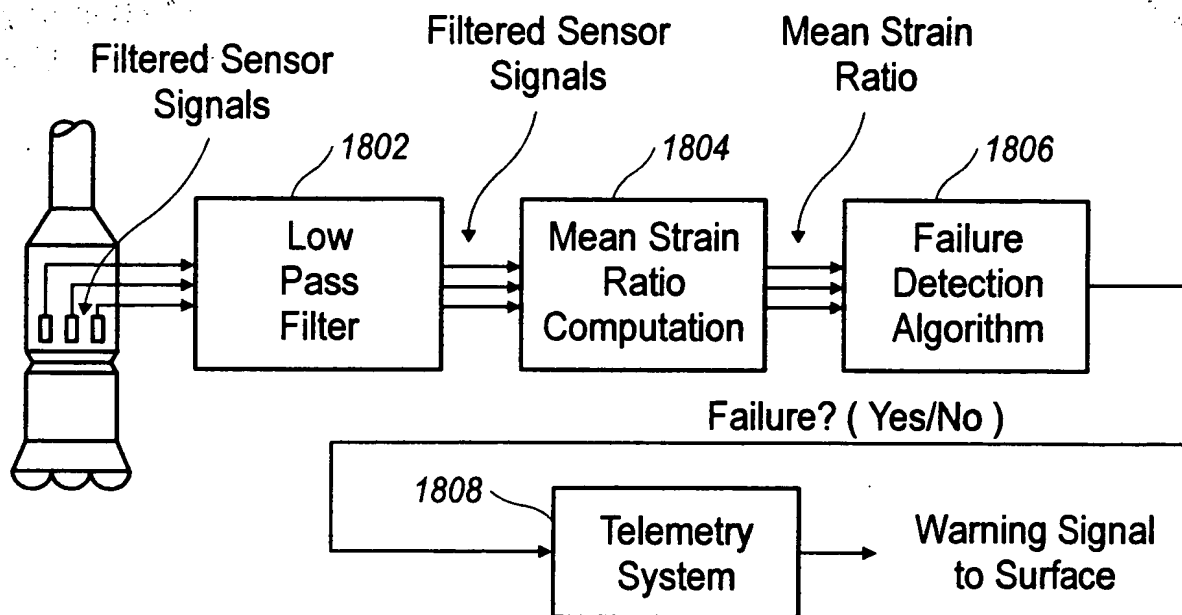 Filtered Sensor
Signals
Filtered Sensor
Signals
Mean Strain
Ratio
1802
1804
1806
Low
Pass
Filter
Mean Strain
Ratio
Computation
Failure
Detection
Algorithm
Failure? ( Yes/No )
1808
Telemetry
System
Warning Signal
to Surface